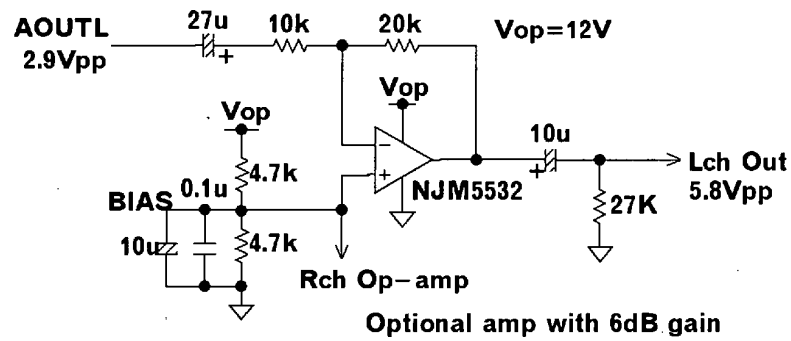 AOUTL
2.9Vpp
27u
+
10k
20k
Vop=12V
Vop
Vop
4.7k
0.1u
BIAS
10u
4.7k
−
+
NJM5532
10u
+
Lch Out
5.8Vpp
27K
Rch Op-amp
Optional amp with 6dB gain